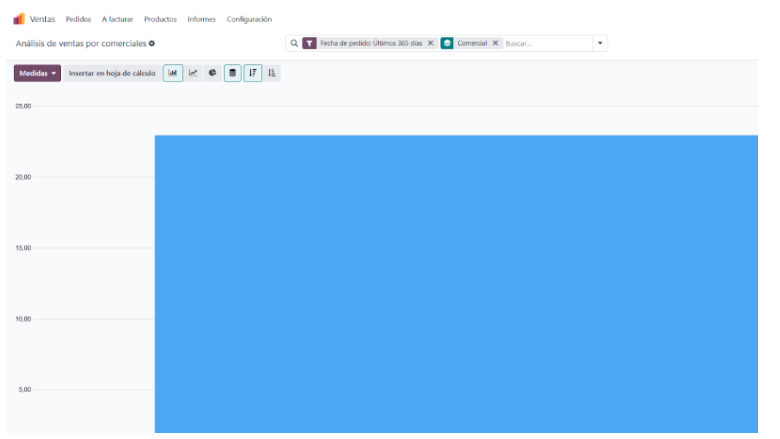 Ventas Pedidos A facturar Productos Informes Configuración
Análisis de ventas por comerciales Fecha de pedido: Últimos 365 días Comercial Buscar...
Medidas Insertar en hoja de cálculo
25,00
20,00
15,00
10,00
5,00